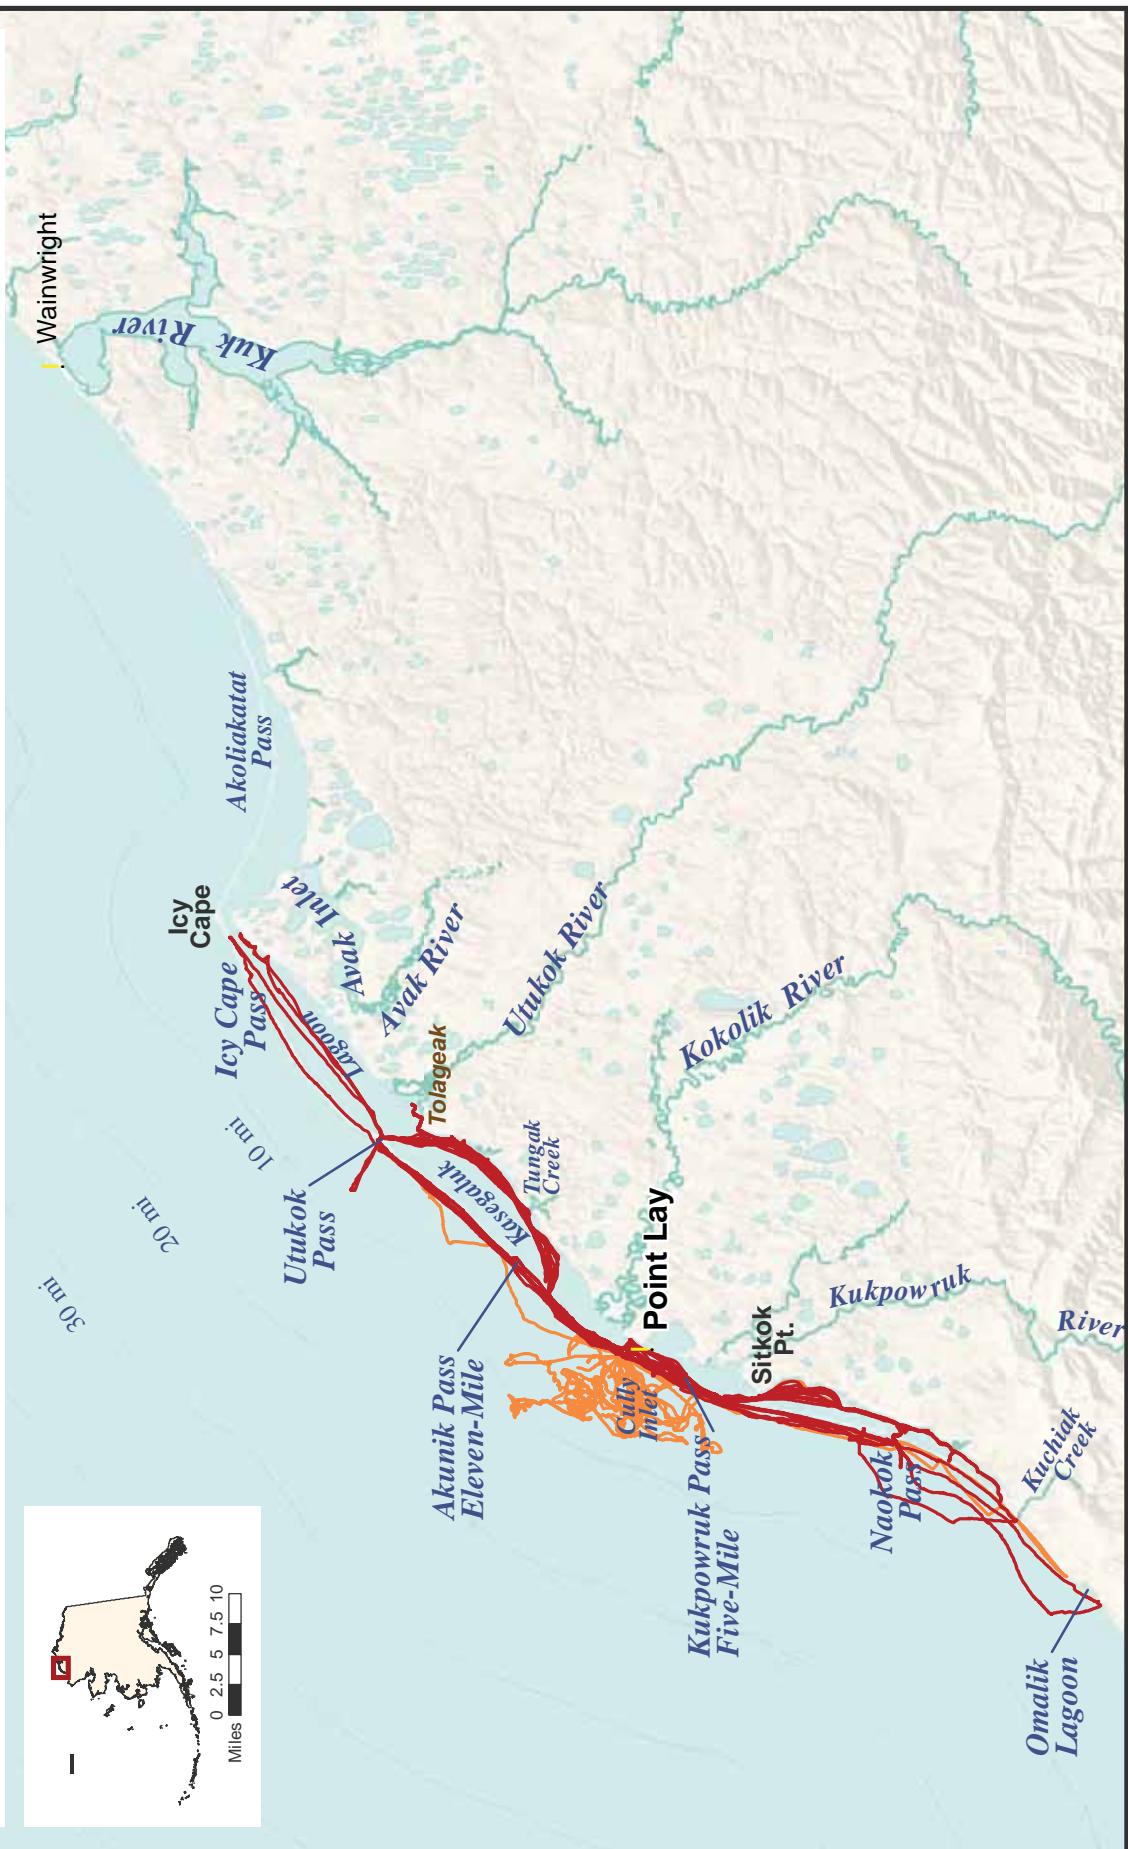 Wainwright
Kuk River
Akoliakatat
Pass
Icy
Cape
Avak Inlet
Icy Cape
Pass
Avak River
Utukok River
Lagoon
Kokolik River
Tolageak
10 mi
20 mi
30 mi
Utukok
Pass
Kasegaluk
Tungak
Creek
Point Lay
Kukpowruk
River
Sitkok
Pt.
Akunik Pass
Eleven-Mile
Cully
Inlet
Kukpowruk Pass
Five-Mile
Naokok
Pass
Kuchiak
Creek
Omalik
Lagoon
0 2.5 5 7.5 10
Miles